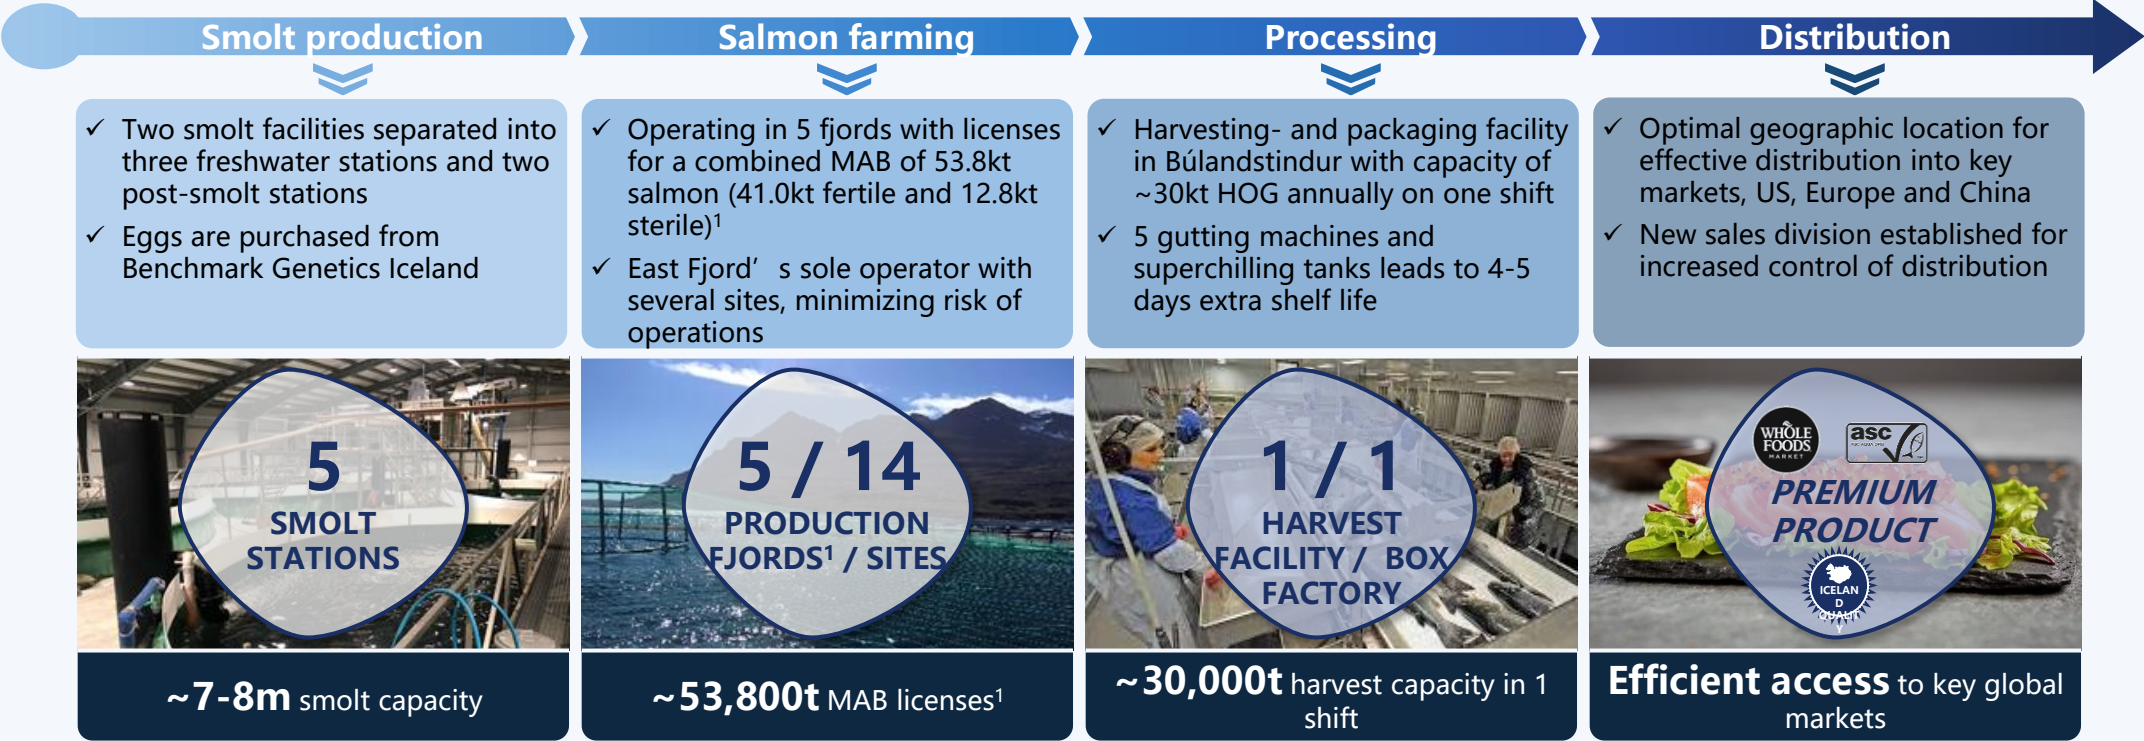 Smolt production
Salmon farming
Processing
Distribution
✓ Two smolt facilities separated into
three freshwater stations and two
post-smolt stations
✓ Eggs are purchased from
Benchmark Genetics Iceland
✓ Operating in 5 fjords with licenses
for a combined MAB of 53.8kt
salmon (41.0kt fertile and 12.8kt
sterile)¹
✓ East Fjord’ s sole operator with
several sites, minimizing risk of
operations
✓ Harvesting- and packaging facility
in Búlandstindur with capacity of
~30kt HOG annually on one shift
✓ 5 gutting machines and
superchilling tanks leads to 4-5
days extra shelf life
✓ Optimal geographic location for
effective distribution into key
markets, US, Europe and China
✓ New sales division established for
increased control of distribution
5
SMOLT
STATIONS
5 / 14
PRODUCTION
FJORDS¹ / SITES
1 / 1
HARVEST
FACILITY / BOX
FACTORY
WHOLE
FOODS
MARKET
asc
PREMIUM
PRODUCT
ICELAN
D
QUALIT
Y
~7-8m smolt capacity
~53,800t MAB licenses¹
~30,000t harvest capacity in 1
shift
Efficient access to key global
markets